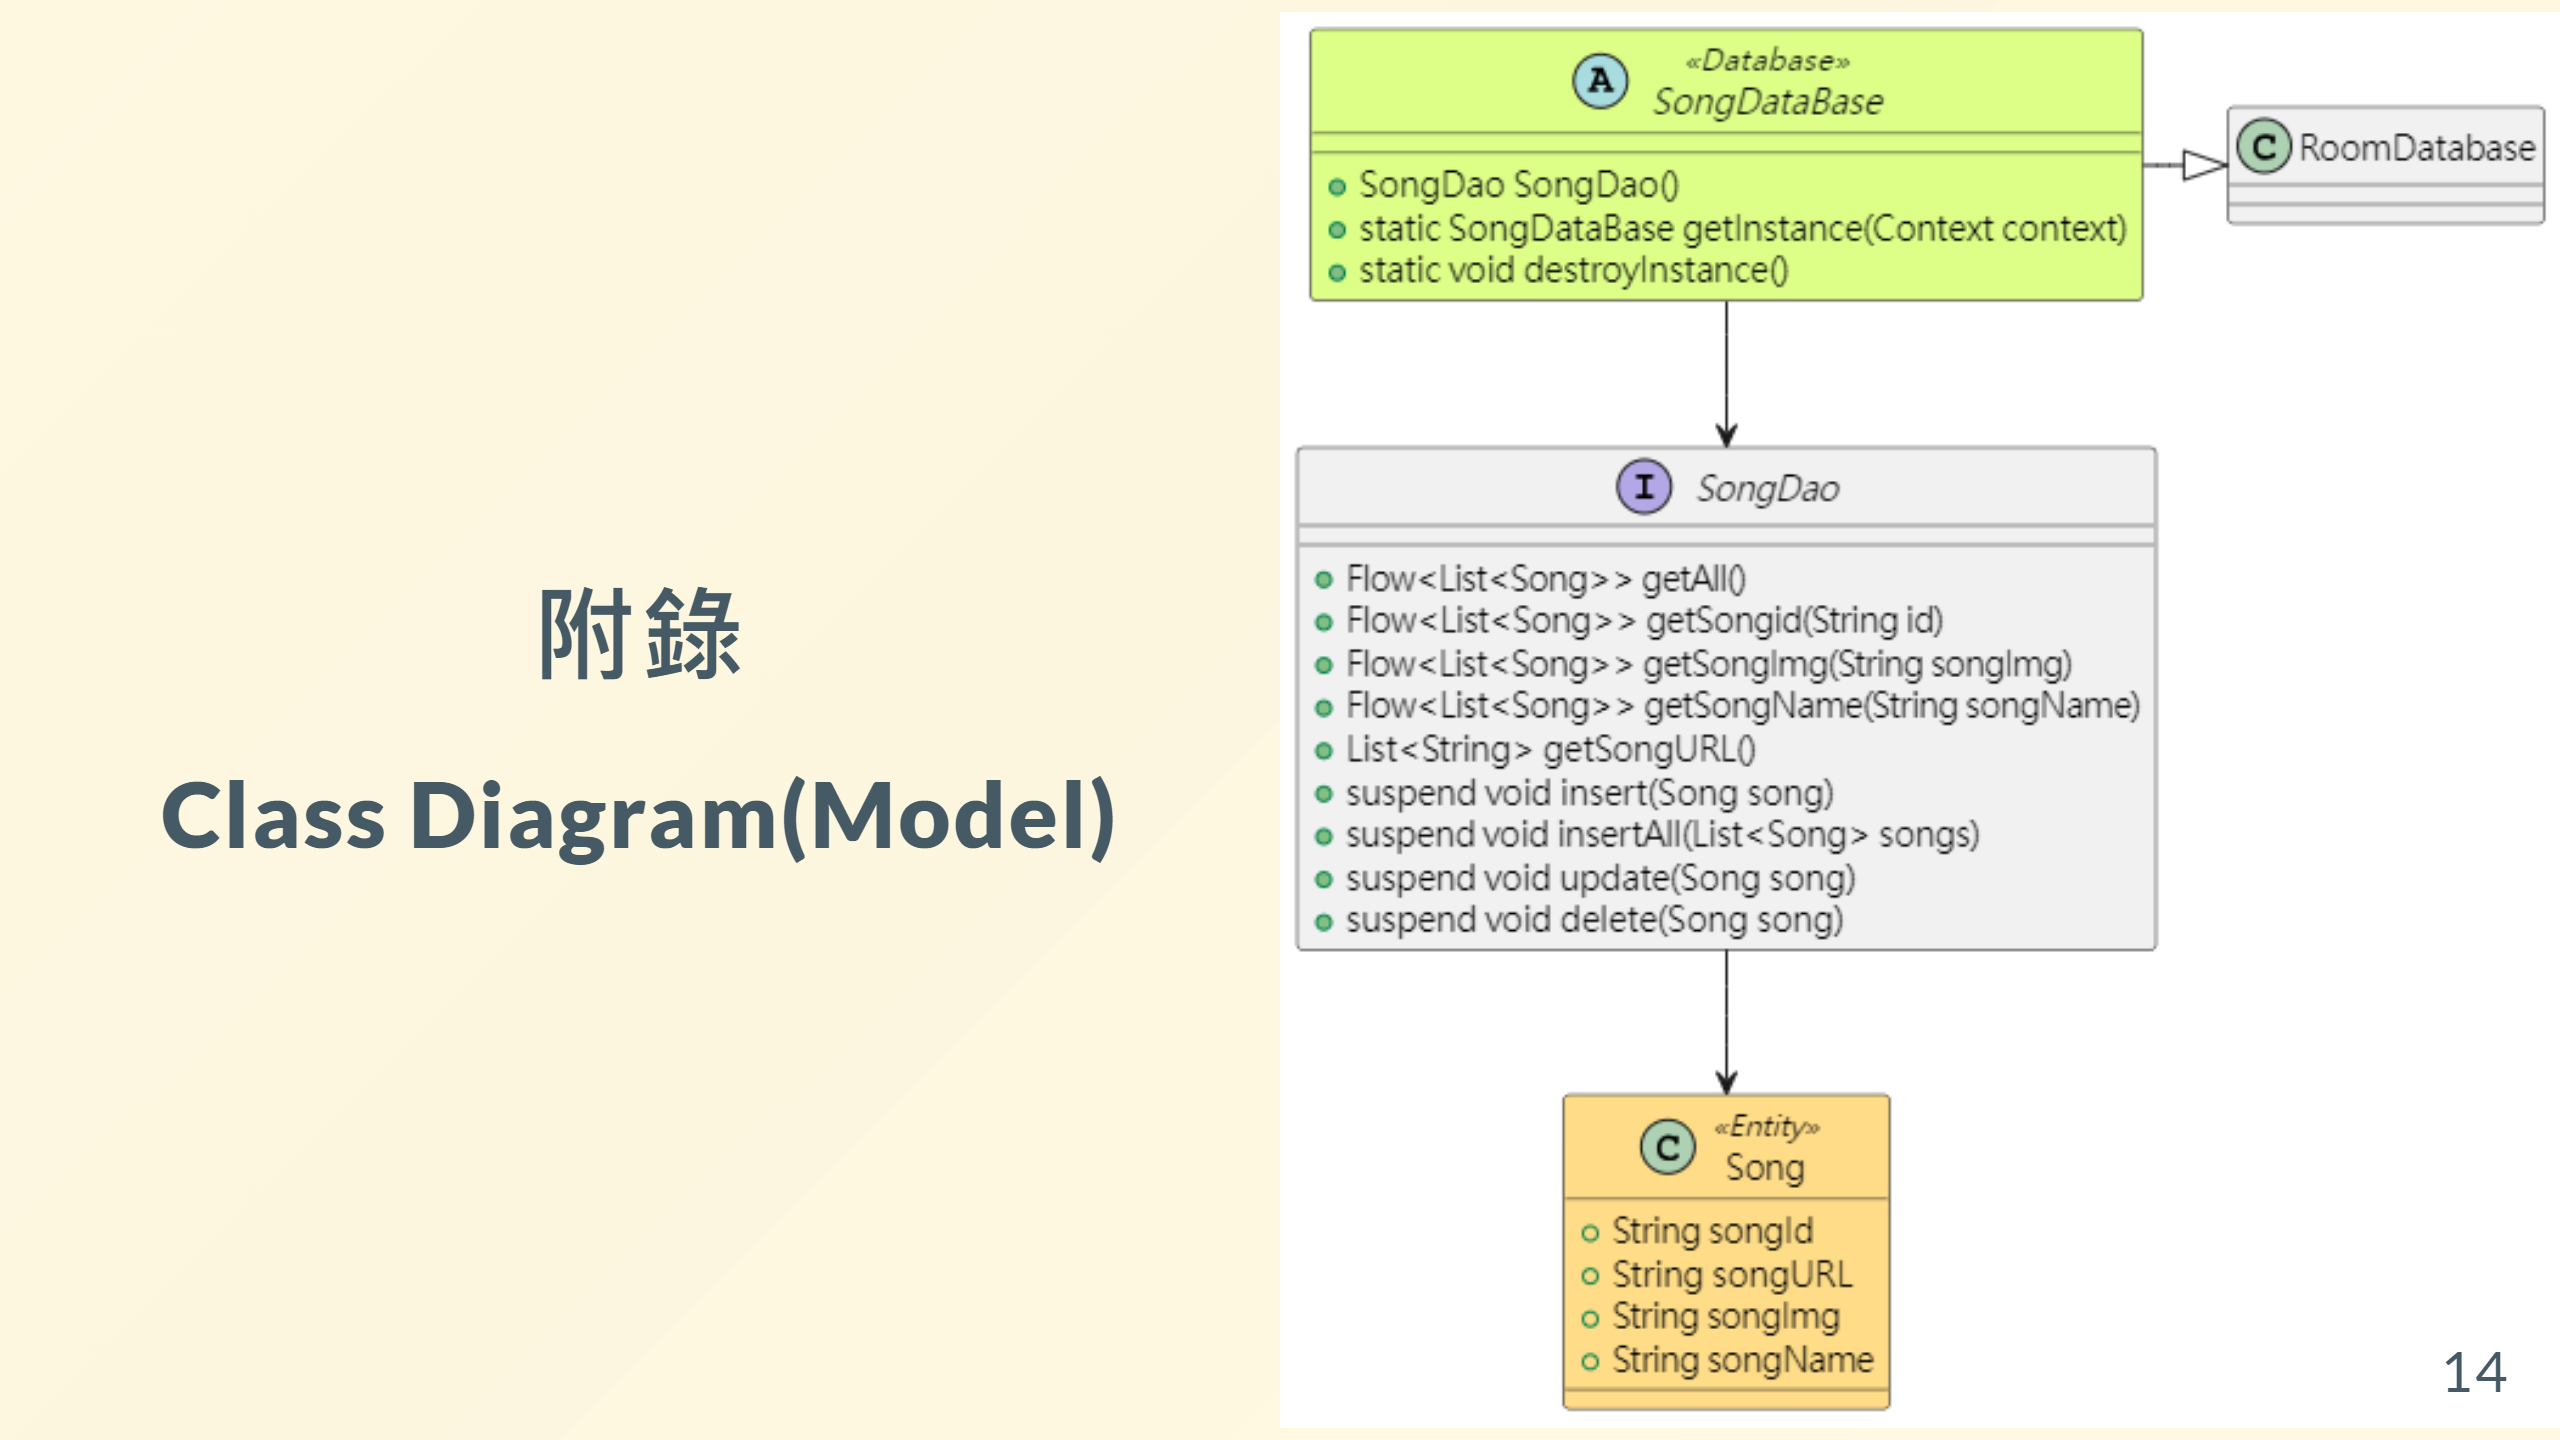 附錄
Class Diagram(Model)
A
«Database»
SongDataBase
SongDao SongDao()
static SongDataBase getInstance(Context context)
static void destroyInstance()
C RoomDatabase
I SongDao
Flow<List<Song>> getAll()
Flow<List<Song>> getSongid(String id)
Flow<List<Song>> getSongImg(String songImg)
Flow<List<Song>> getSongName(String songName)
List<String> getSongURL()
suspend void insert(Song song)
suspend void insertAll(List<Song> songs)
suspend void update(Song song)
suspend void delete(Song song)
C
«Entity»
Song
String songId
String songURL
String songImg
String songName
14